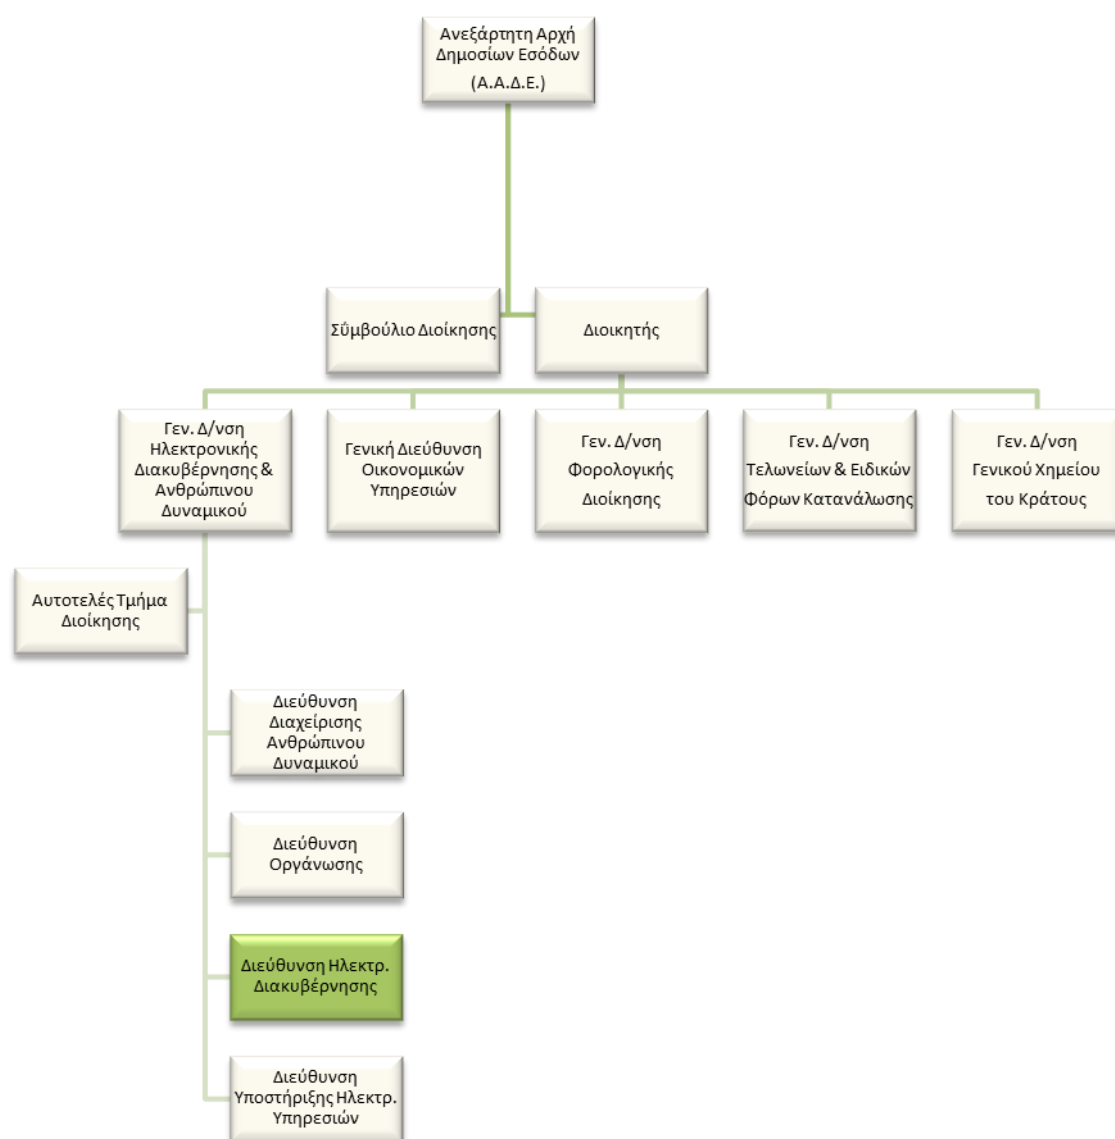 Ανεξάρτητη Αρχή
Δημοσίων Εσόδων
(Α.Α.Δ.Ε.)
Σΰμβούλιο Διοίκησης
Διοικητής
Γεν. Δ/νση
Ηλεκτρονικής
Διακυβέρνησης &
Ανθρώπινου
Δυναμικού
Γενική Διεύθυνση
Οικονομικών
Υπηρεσιών
Γεν. Δ/νση
Φορολογικής
Διοίκησης
Γεν. Δ/νση
Τελωνείων & Ειδικών
Φόρων Κατανάλωσης
Γεν. Δ/νση
Γενικού Χημείου
του Κράτους
Αυτοτελές Τμήμα
Διοίκησης
Διεύθυνση
Διαχείρισης
Ανθρώπινου
Δυναμικού
Διεύθυνση
Οργάνωσης
Διεύθυνση Ηλεκτρ.
Διακυβέρνησης
Διεύθυνση
Υποστήριξης Ηλεκτρ.
Υπηρεσιών